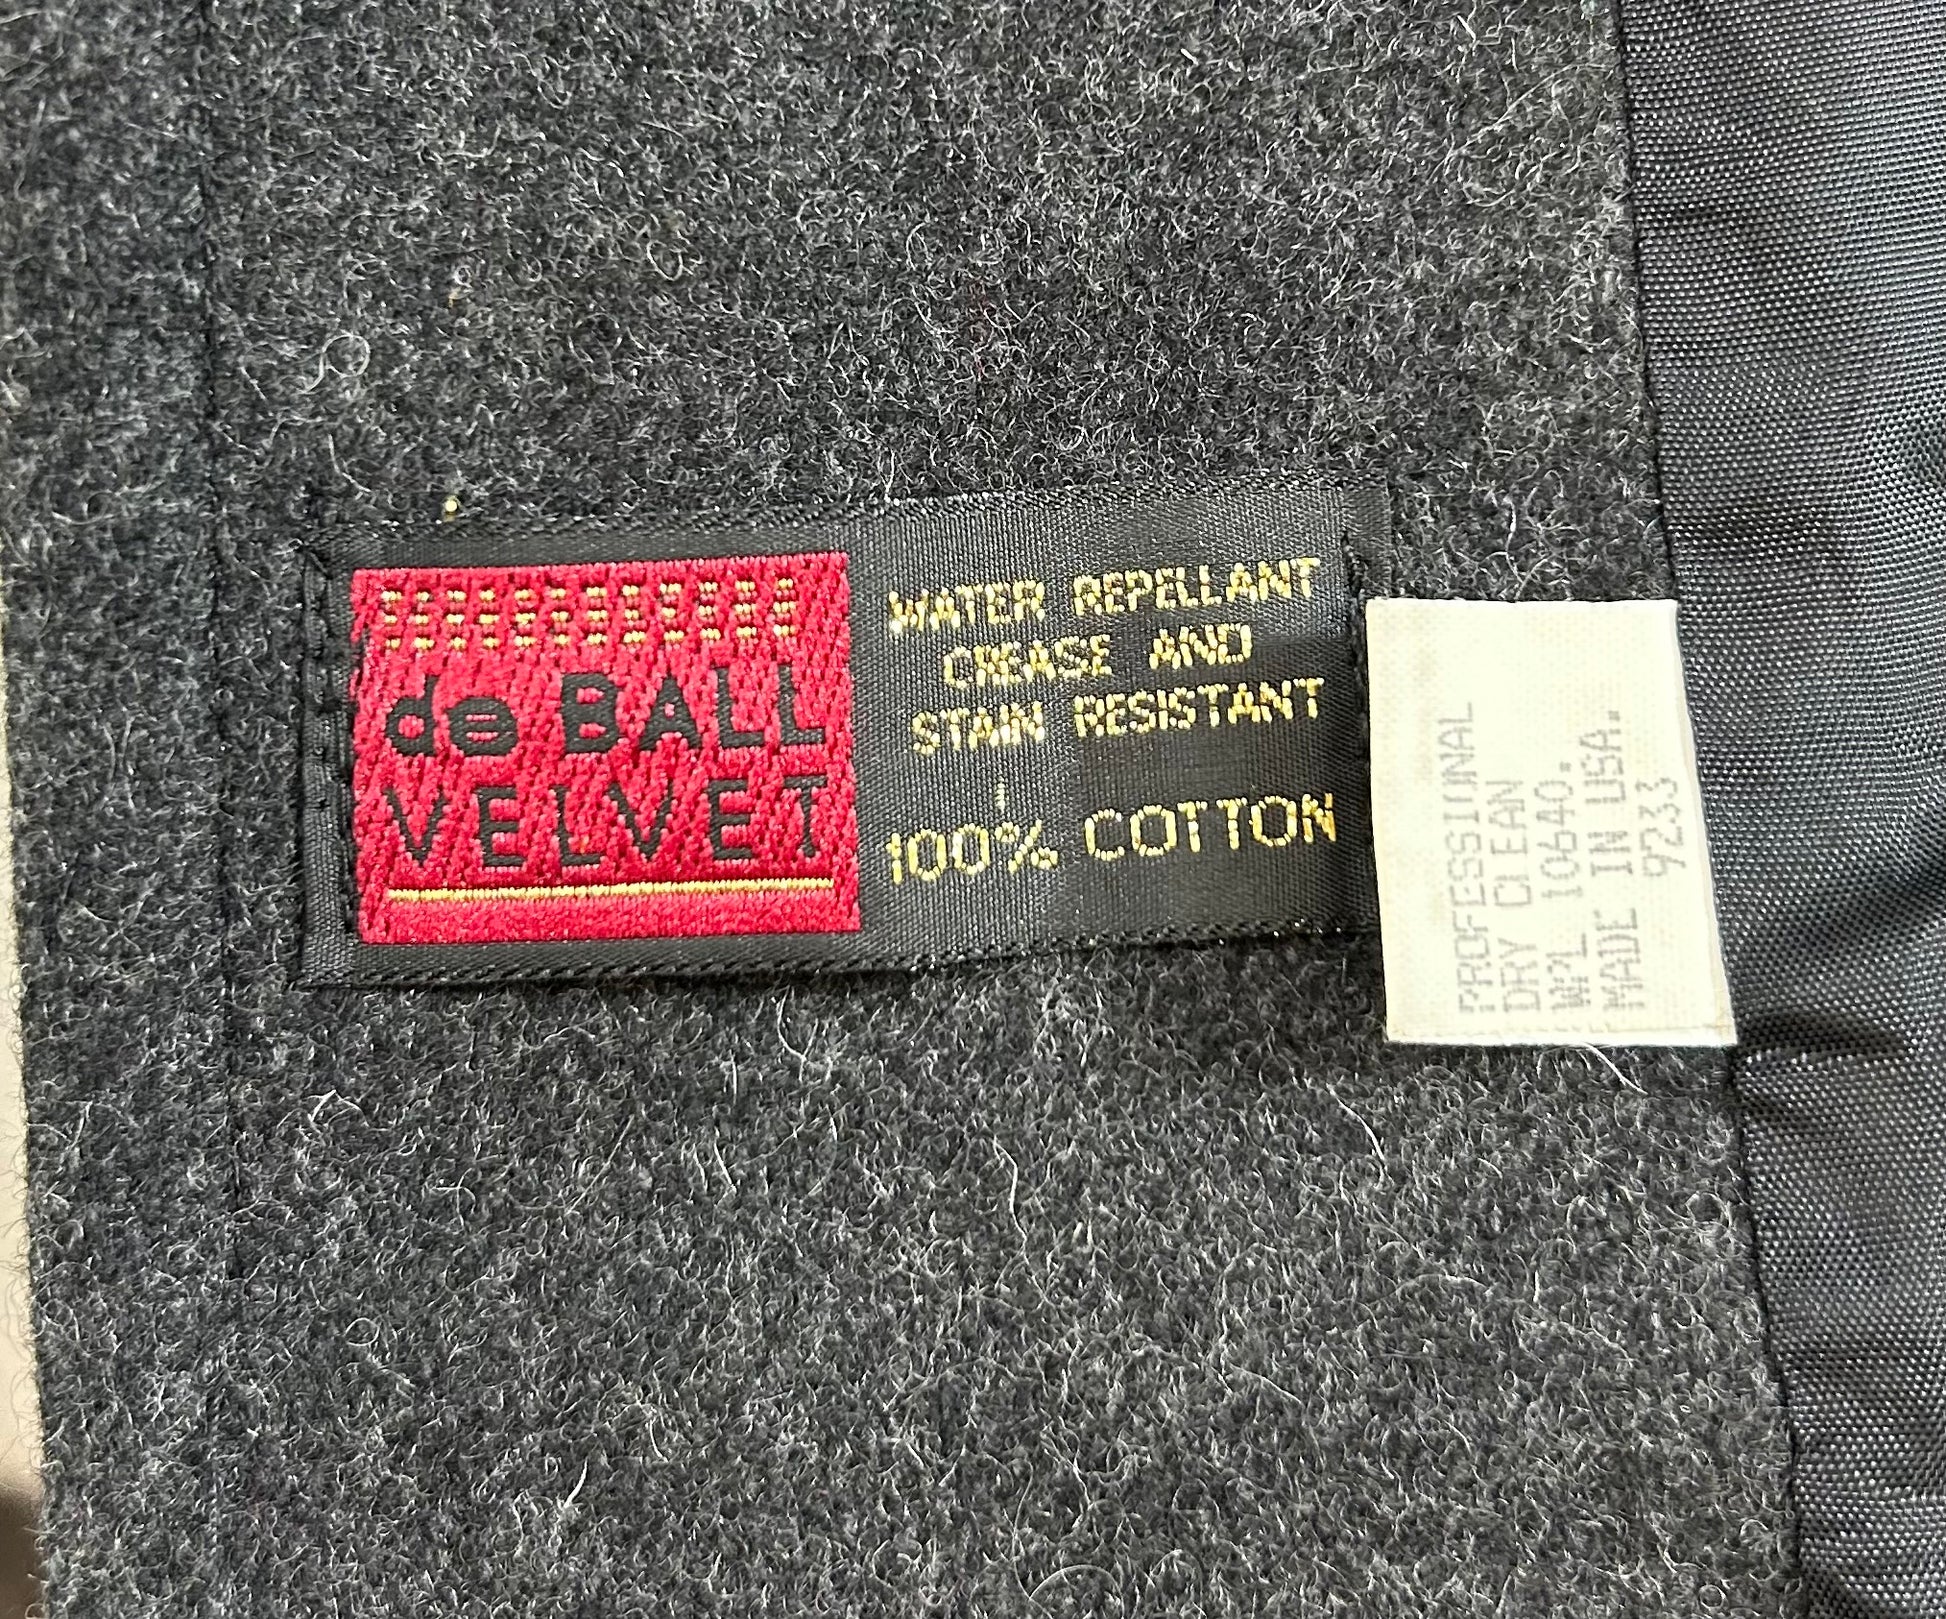 de BALL
VELVET
WATER REPELLANT
CREASE AND
STAIN RESISTANT
100% COTTON
PROFESSIONAL
DRY CLEAN
WPL 10640.
MADE IN USA.
9233